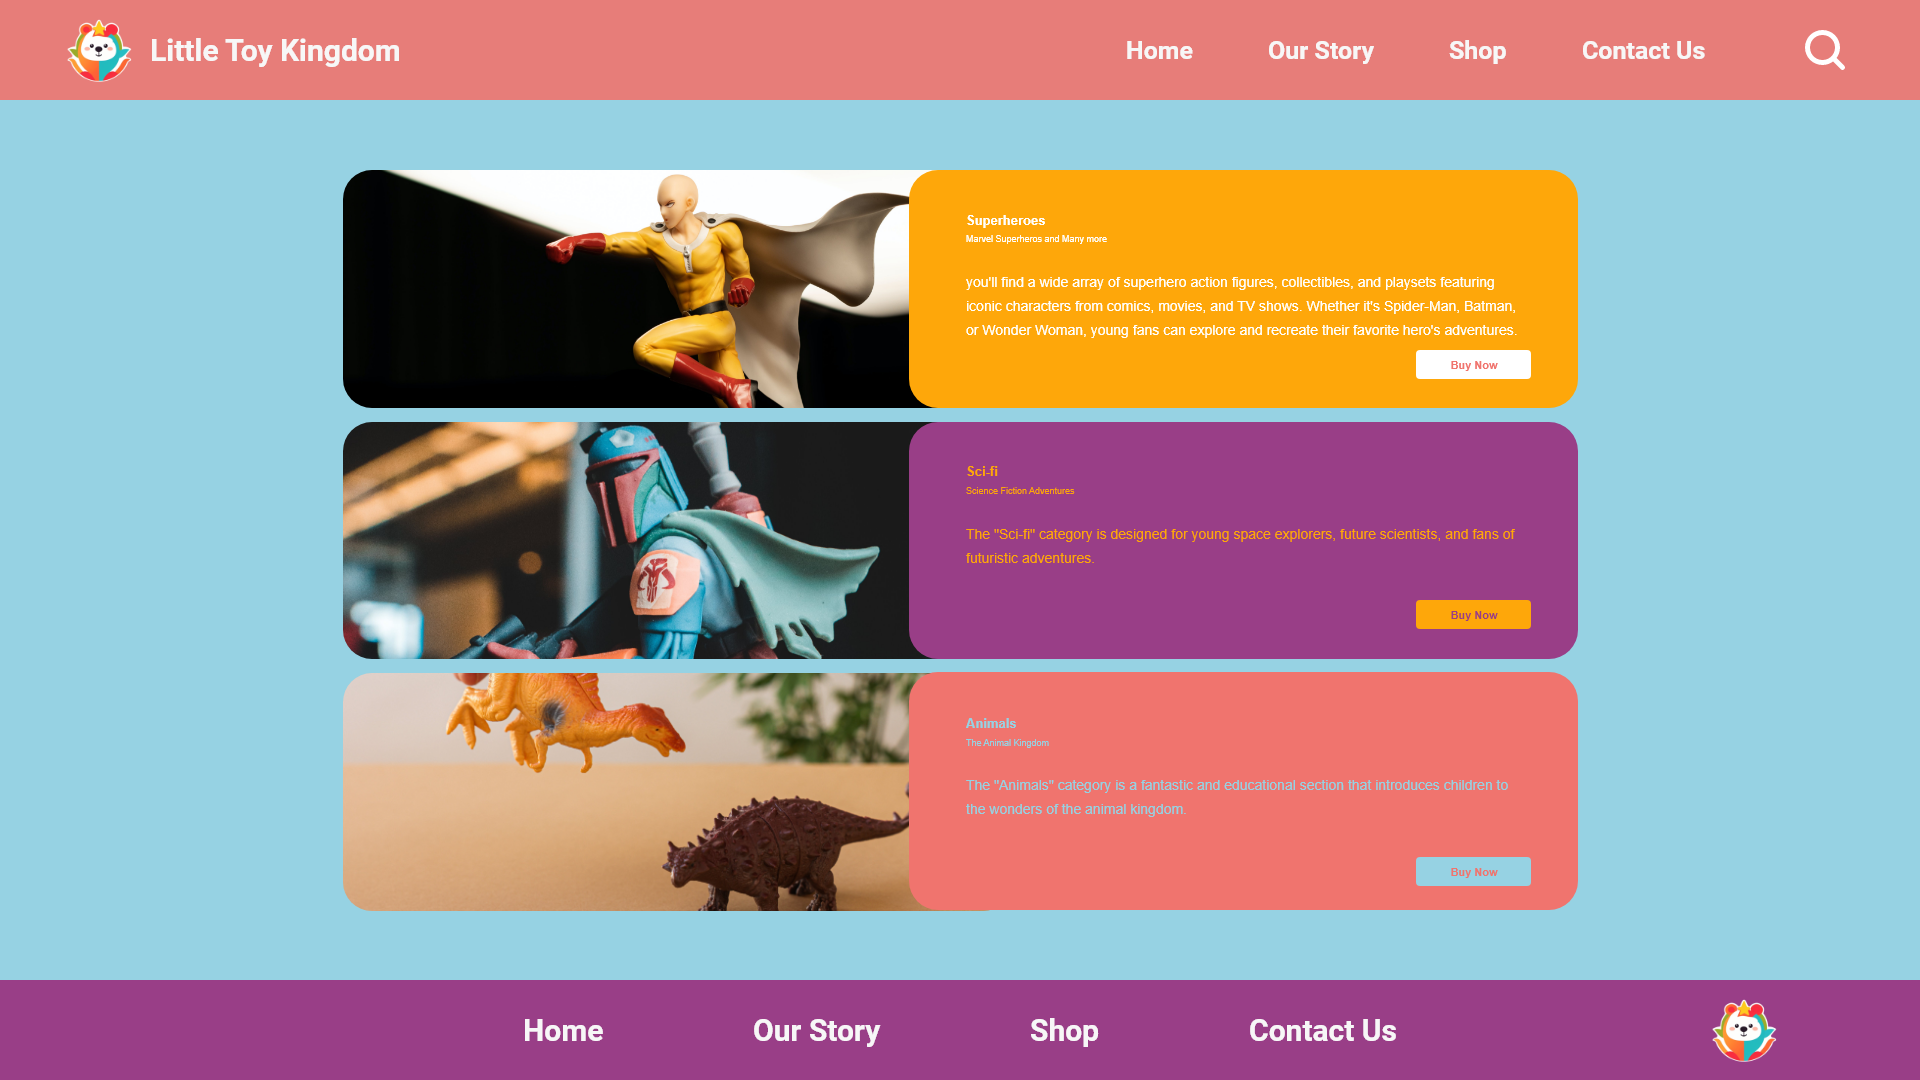 Little Toy Kingdom
Home
Our Story
Shop
Contact Us
Superheroes
Marvel Superheros and Many more
you'll find a wide array of superhero action figures, collectibles, and playsets featuring
iconic characters from comics, movies, and TV shows. Whether it's Spider-Man, Batman,
or Wonder Woman, young fans can explore and recreate their favorite hero's adventures.
Buy Now
Sci-fi
Science Fiction Adventures
The "Sci-fi" category is designed for young space explorers, future scientists, and fans of
futuristic adventures.
Buy Now
Animals
The Animal Kingdom
The "Animals" category is a fantastic and educational section that introduces children to
the wonders of the animal kingdom.
Buy Now
Home
Our Story
Shop
Contact Us